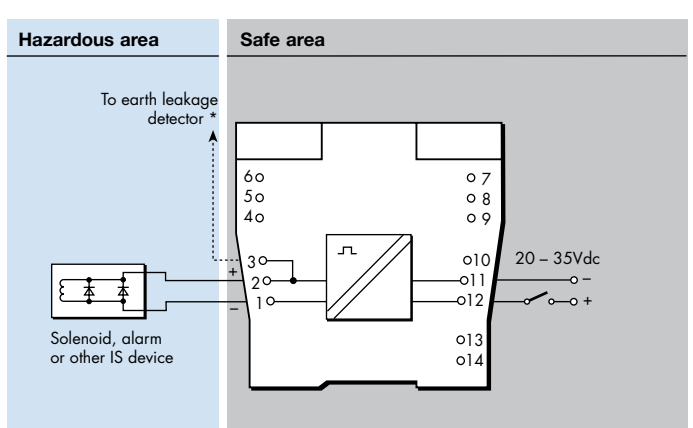 Hazardous area
Safe area
To earth leakage
detector *
6
5
4
3
+
2
1
–
7
8
9
10
11
12
13
14
20 – 35Vdc
–
+
Solenoid, alarm
or other IS device